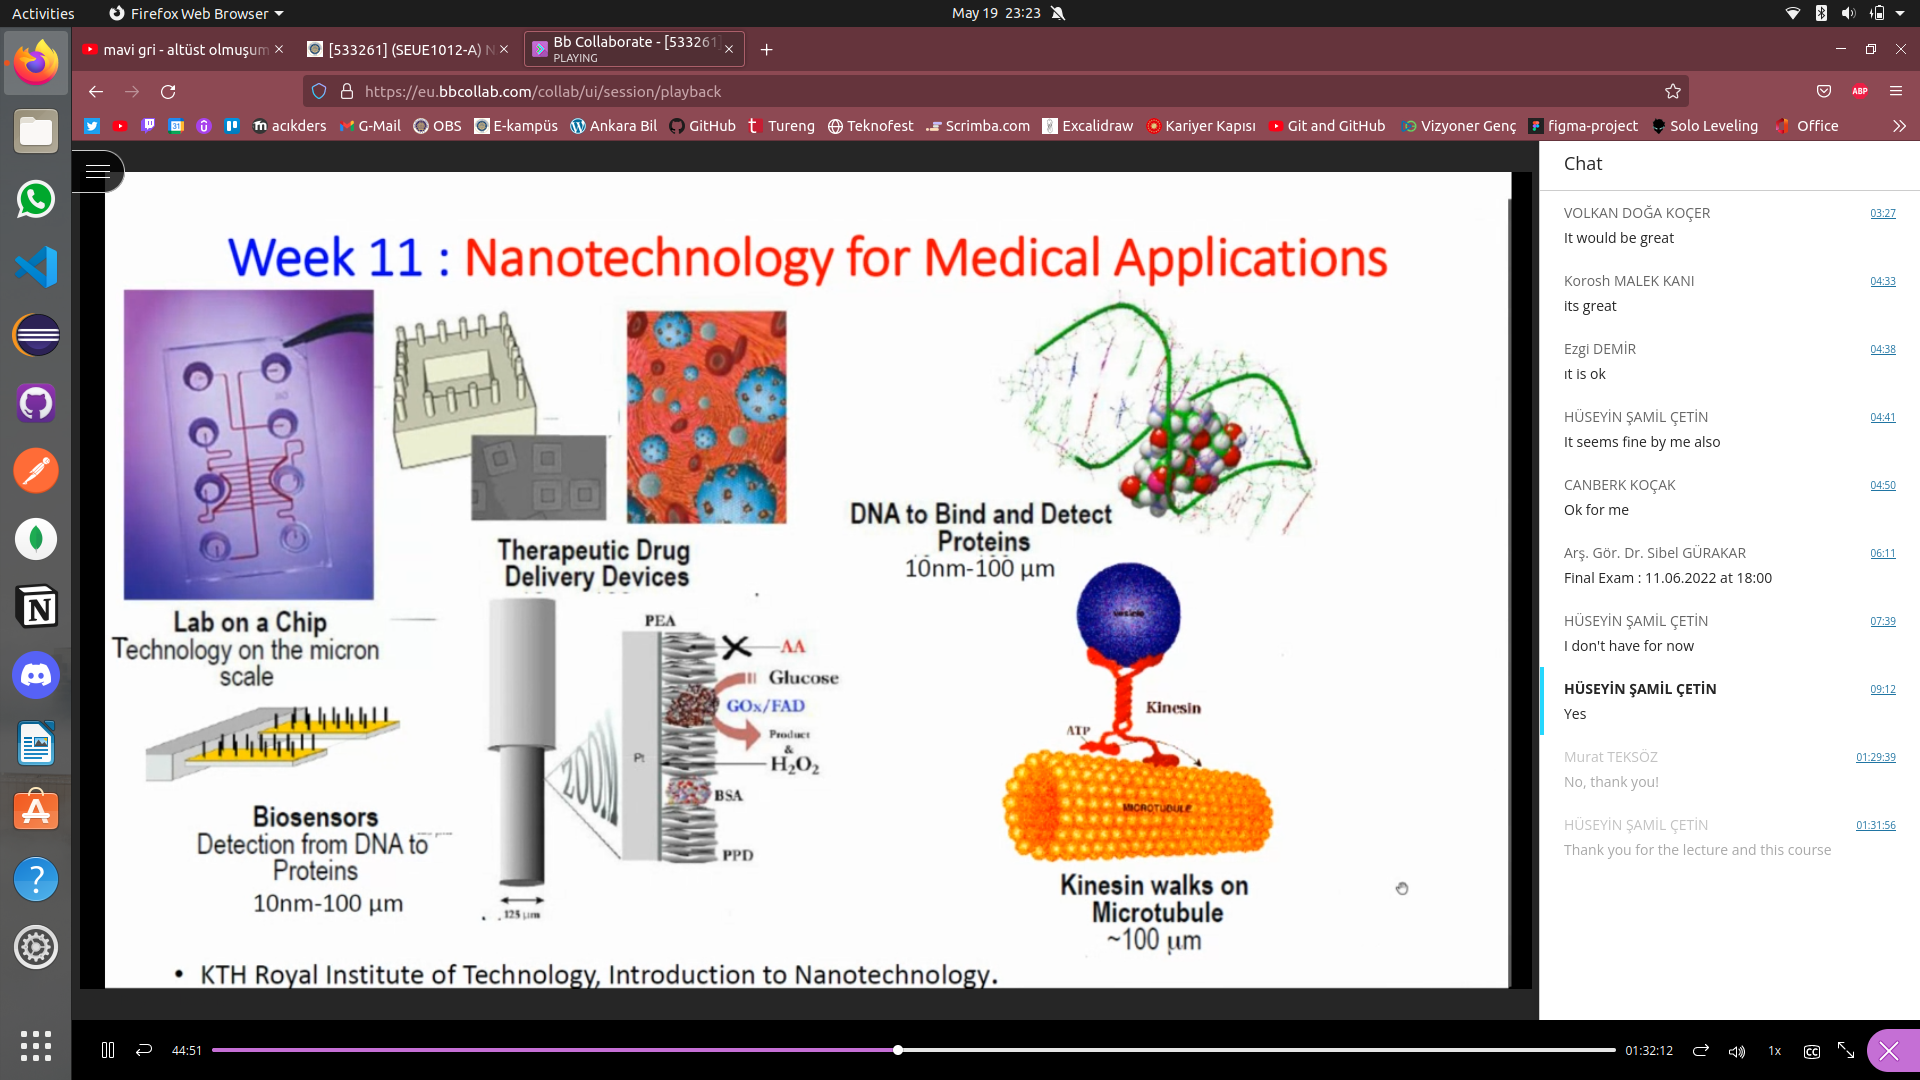 Activities
Firefox Web Browser
May 19 23:23
mavi gri - altüst olmuşum
[533261] (SEUE1012-A) N
Bb Collaborate - [533261]
PLAYING
https://eu.bbcollab.com/collab/ui/session/playback
ABP
acıkders
G-Mail
OBS
E-kampüs
Ankara Bil
GitHub
Tureng
Teknofest
Scrimba.com
Excalidraw
Kariyer Kapısı
Git and GitHub
Vizyoner Genç
figma-project
Solo Leveling
Office
Week 11 : Nanotechnology for Medical Applications
Lab on a Chip
Technology on the micron
scale
Therapeutic Drug
Delivery Devices
DNA to Bind and Detect
Proteins
10nm-100 µm
Biosensors
Detection from DNA to
Proteins
10nm-100 µm
ZOOM
125 µm
PEA
AA
Glucose
GOx/FAD
Product
&
H₂O₂
Pt
BSA
PPD
Kinesin
ATP
MICROTUBULE
Kinesin walks on
Microtubule
~100 µm
• KTH Royal Institute of Technology, Introduction to Nanotechnology.
Chat
VOLKAN DOĞA KOÇER 03:27
It would be great
Korosh MALEK KANI 04:33
its great
Ezgi DEMİR 04:38
ıt is ok
HÜSEYİN ŞAMİL ÇETİN 04:41
It seems fine by me also
CANBERK KOÇAK 04:50
Ok for me
Arş. Gör. Dr. Sibel GÜRAKAR 06:11
Final Exam : 11.06.2022 at 18:00
HÜSEYİN ŞAMİL ÇETİN 07:39
I don't have for now
HÜSEYİN ŞAMİL ÇETİN 09:12
Yes
Murat TEKSÖZ 01:29:39
No, thank you!
HÜSEYİN ŞAMİL ÇETİN 01:31:56
Thank you for the lecture and this course
44:51
01:32:12
1x
CC